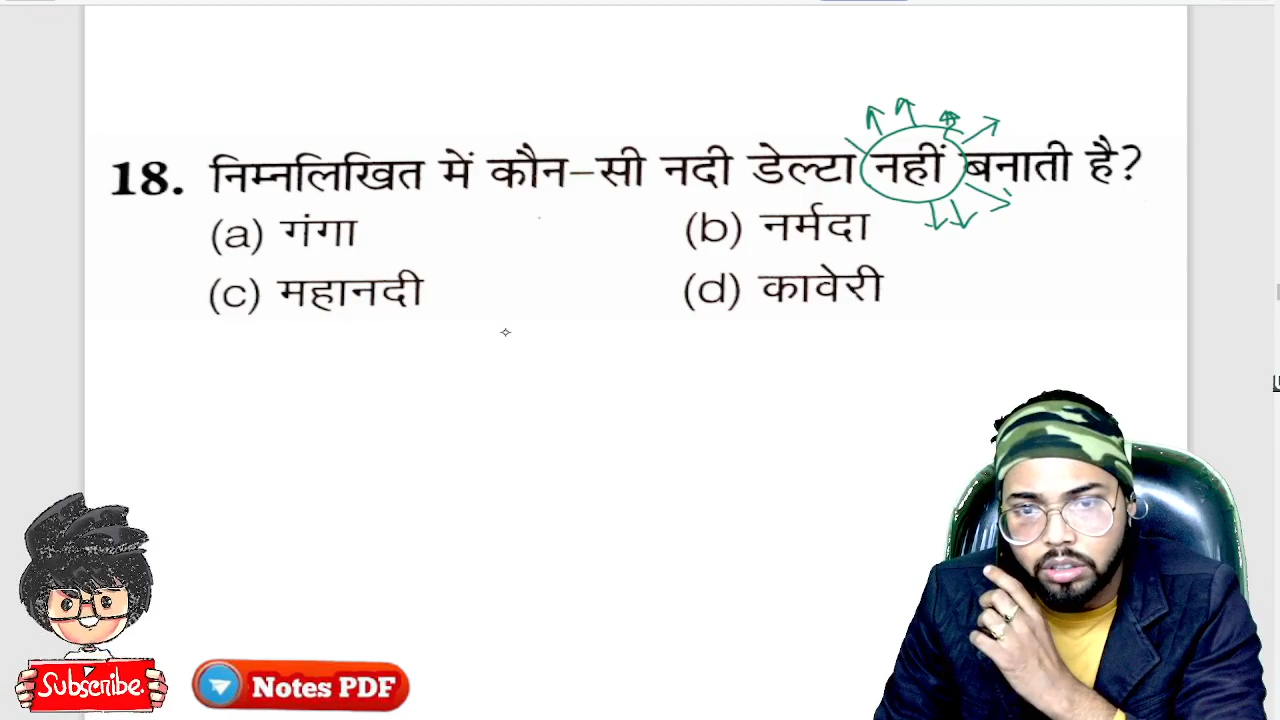 18. निम्नलिखित में कौन-सी नदी डेल्टा नहीं बनाती है?
(a) गंगा (b) नर्मदा
(c) महानदी (d) कावेरी
Subscribe.
Notes PDF